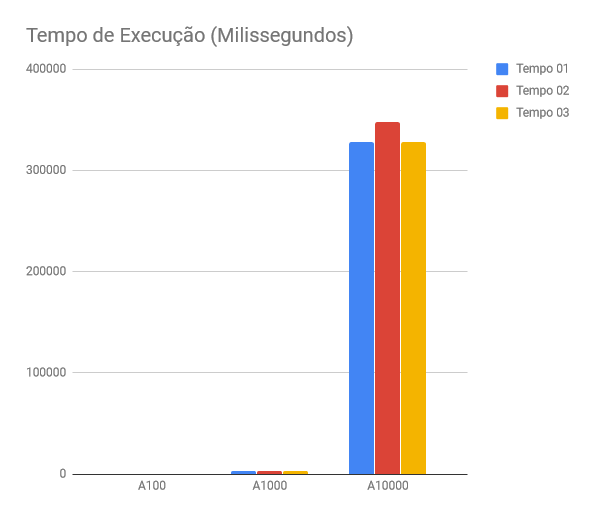 Tempo de Execução (Milissegundos)
400000
300000
200000
100000
0
A100
A1000
A10000
Tempo 01
Tempo 02
Tempo 03